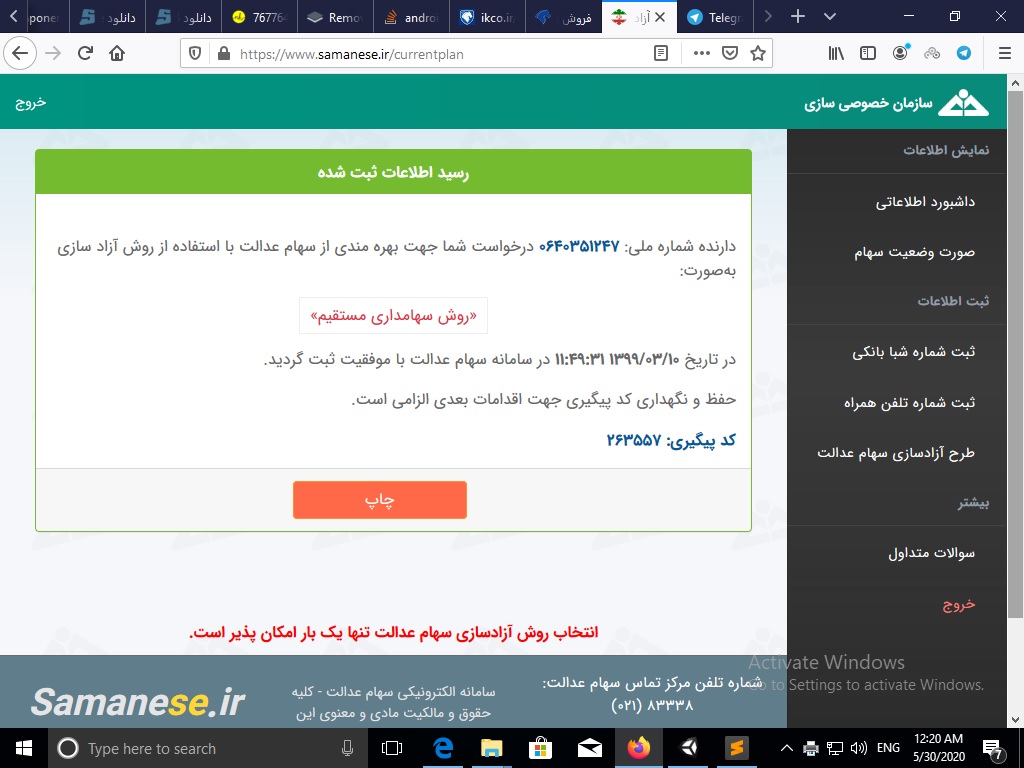 ponen
دانلود
دانلود
76776
Remo
andro
ikco.ir
فروش
آزاد
Telegr
https://www.samanese.ir/currentplan
خروج
سازمان خصوصی سازی
نمایش اطلاعات
داشبورد اطلاعاتی
صورت وضعیت سهام
ثبت اطلاعات
ثبت شماره شبا بانکی
ثبت شماره تلفن همراه
طرح آزادسازی سهام عدالت
بیشتر
سوالات متداول
خروج
رسید اطلاعات ثبت شده
دارنده شماره ملی: ۰۶۴۰۳۵۱۲۴۷ درخواست شما جهت بهره مندی از سهام عدالت با استفاده از روش آزاد سازی
به‌صورت:
«روش سهامداری مستقیم»
در تاریخ ۱۳۹۹/۰۳/۱۰ ۱۱:۴۹:۳۱ در سامانه سهام عدالت با موفقیت ثبت گردید.
حفظ و نگهداری کد پیگیری جهت اقدامات بعدی الزامی است.
کد پیگیری: ۲۶۳۵۵۷
چاپ
انتخاب روش آزادسازی سهام عدالت تنها یک بار امکان پذیر است.
شماره تلفن مرکز تماس سهام عدالت:
(۰۲۱) ۸۳۳۳۸
سامانه الکترونیکی سهام عدالت - کلیه
حقوق و مالکیت مادی و معنوی این
Samanese.ir
Activate Windows
Go to Settings to activate Windows.
Type here to search
ENG
12:20 AM
5/30/2020
7